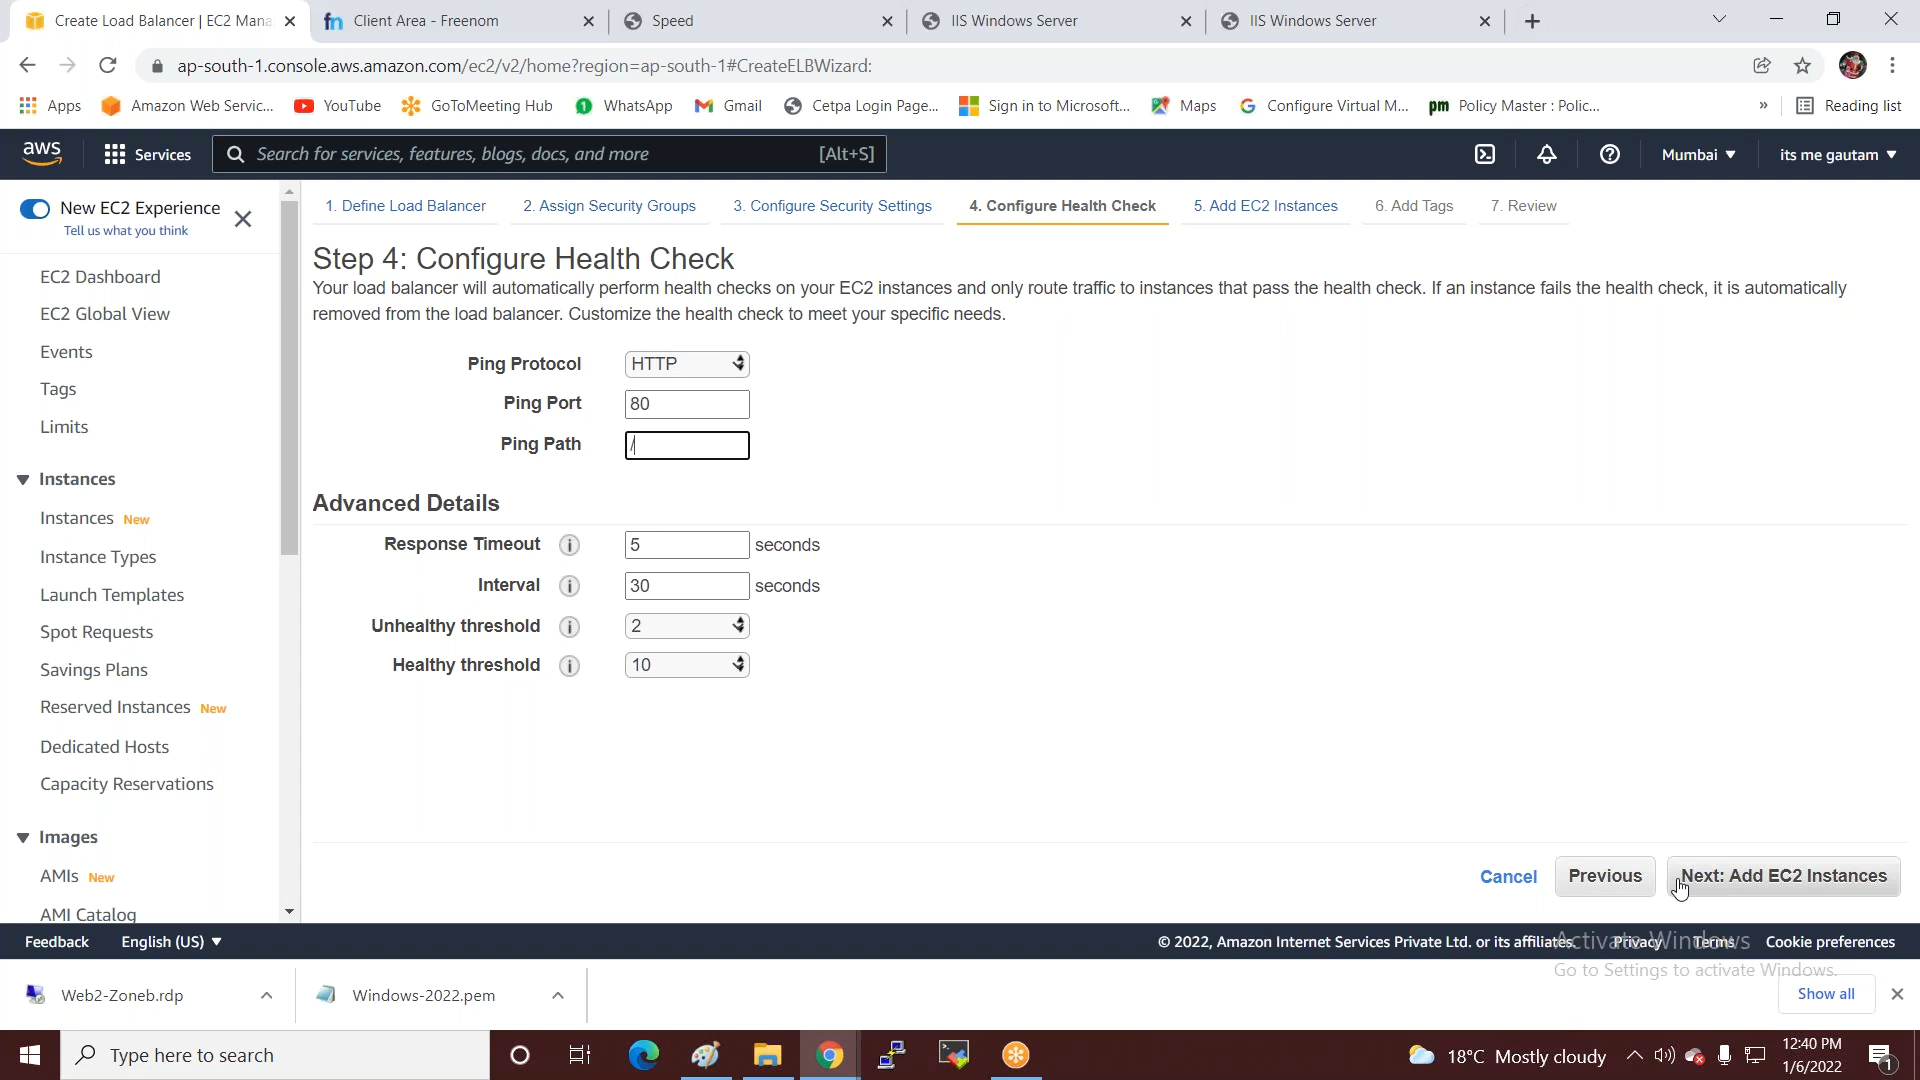 Create Load Balancer | EC2 Mana
Client Area - Freenom
Speed
IIS Windows Server
IIS Windows Server
ap-south-1.console.aws.amazon.com/ec2/v2/home?region=ap-south-1#CreateELBWizard:
Apps
Amazon Web Servic...
YouTube
GoToMeeting Hub
WhatsApp
Gmail
Cetpa Login Page...
Sign in to Microsoft...
Maps
Configure Virtual M...
pm Policy Master : Polic...
»
Reading list
aws
Services
Search for services, features, blogs, docs, and more [Alt+S]
Mumbai
its me gautam
New EC2 Experience
Tell us what you think
EC2 Dashboard
EC2 Global View
Events
Tags
Limits
Instances
Instances New
Instance Types
Launch Templates
Spot Requests
Savings Plans
Reserved Instances New
Dedicated Hosts
Capacity Reservations
Images
AMIs New
AMI Catalog
1. Define Load Balancer
2. Assign Security Groups
3. Configure Security Settings
4. Configure Health Check
5. Add EC2 Instances
6. Add Tags
7. Review
Step 4: Configure Health Check
Your load balancer will automatically perform health checks on your EC2 instances and only route traffic to instances that pass the health check. If an instance fails the health check, it is automatically
removed from the load balancer. Customize the health check to meet your specific needs.
Ping Protocol HTTP
Ping Port 80
Ping Path /
Advanced Details
Response Timeout i 5 seconds
Interval i 30 seconds
Unhealthy threshold i 2
Healthy threshold i 10
Cancel
Previous
Next: Add EC2 Instances
Feedback
English (US)
© 2022, Amazon Internet Services Private Ltd. or its affiliates.
Privacy
Terms
Cookie preferences
Activate Windows
Go to Settings to activate Windows.
Web2-Zoneb.rdp
Windows-2022.pem
Show all
Type here to search
18°C Mostly cloudy
12:40 PM
1/6/2022
1